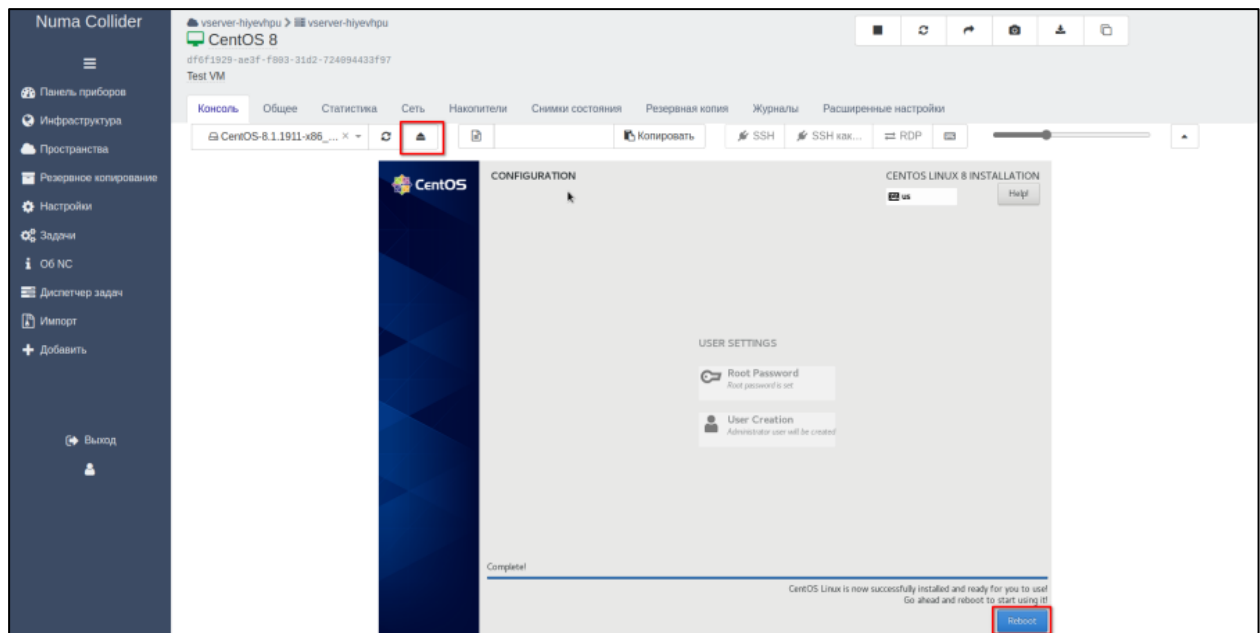 Numa Collider
Панель приборов
Инфраструктура
Пространства
Резервное копирование
Настройки
Задачи
Об NC
Диспетчер задач
Импорт
Добавить
Выход
vserver-hiyevhpu > vserver-hiyevhpu
CentOS 8
df6f1929-ae3f-f003-31d2-724094433f97
Test VM
Консоль Общее Статистика Сеть Накопители Снимки состояния Резервная копия Журналы Расширенные настройки
CentOS-8.1.1911-x86_... Копировать SSH SSH как... RDP
CentOS
CONFIGURATION
CENTOS LINUX 8 INSTALLATION
us
Help!
USER SETTINGS
Root Password
Root password is set
User Creation
Administrator user will be created
Complete!
CentOS Linux is now successfully installed and ready for you to use!
Go ahead and reboot to start using it!
Reboot